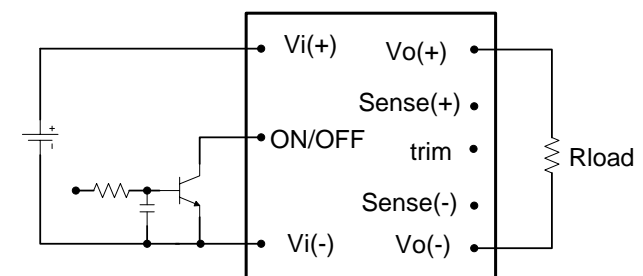 Vi(+)
Vo(+)
Sense(+)
ON/OFF
trim
Rload
Sense(-)
Vi(-)
Vo(-)
+
-